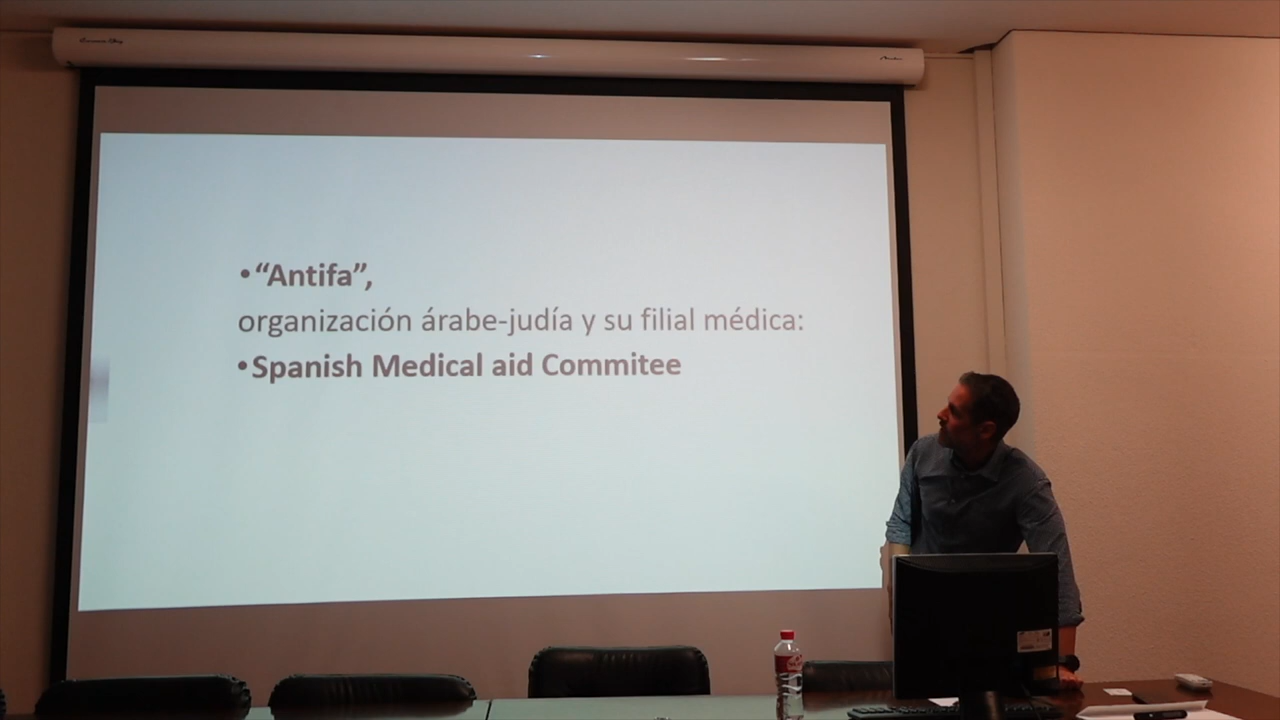 •“Antifa”,
organización árabe-judía y su filial médica:
•Spanish Medical aid Commitee